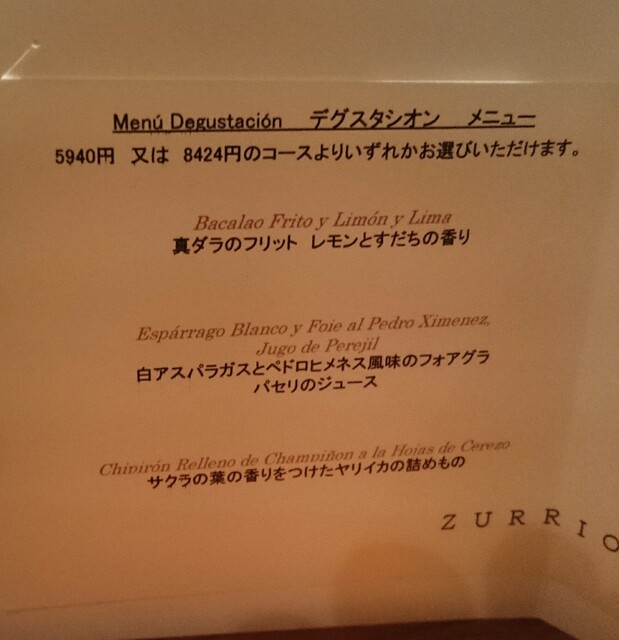 Menú Degustación デグスタシオン メニュー
5940円 又は 8424円のコースよりいずれかお選びいただけます。
Bacalao Frito y Limón y Lima
真ダラのフリット レモンとすだちの香り
Espárrago Blanco y Foie al Pedro Ximenez,
Jugo de Perejil
白アスパラガスとペドロヒメネス風味のフォアグラ
パセリのジュース
Chipirón Relleno de Champiñon a la Hojas de Cerezo
サクラの葉の香りをつけたヤリイカの詰めもの
ZURRIO